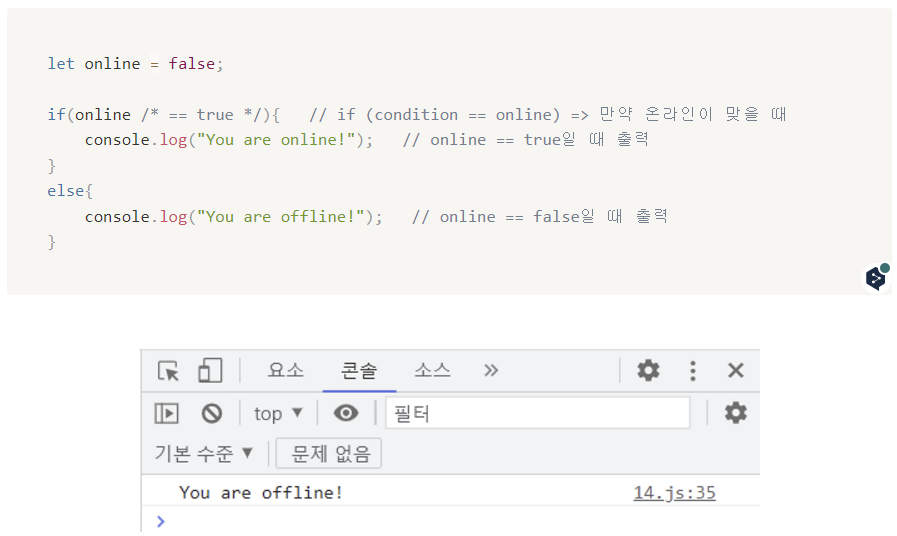 let online = false;
if(online /* == true */){   // if (condition == online) => 만약 온라인이 맞을 때
    console.log("You are online!");   // online == true일 때 출력
}
else{
    console.log("You are offline!");   // online == false일 때 출력
}
요소 콘솔 소스 »
top ▼ 필터
기본 수준 ▼ 문제 없음
You are offline! 14.js:35
>